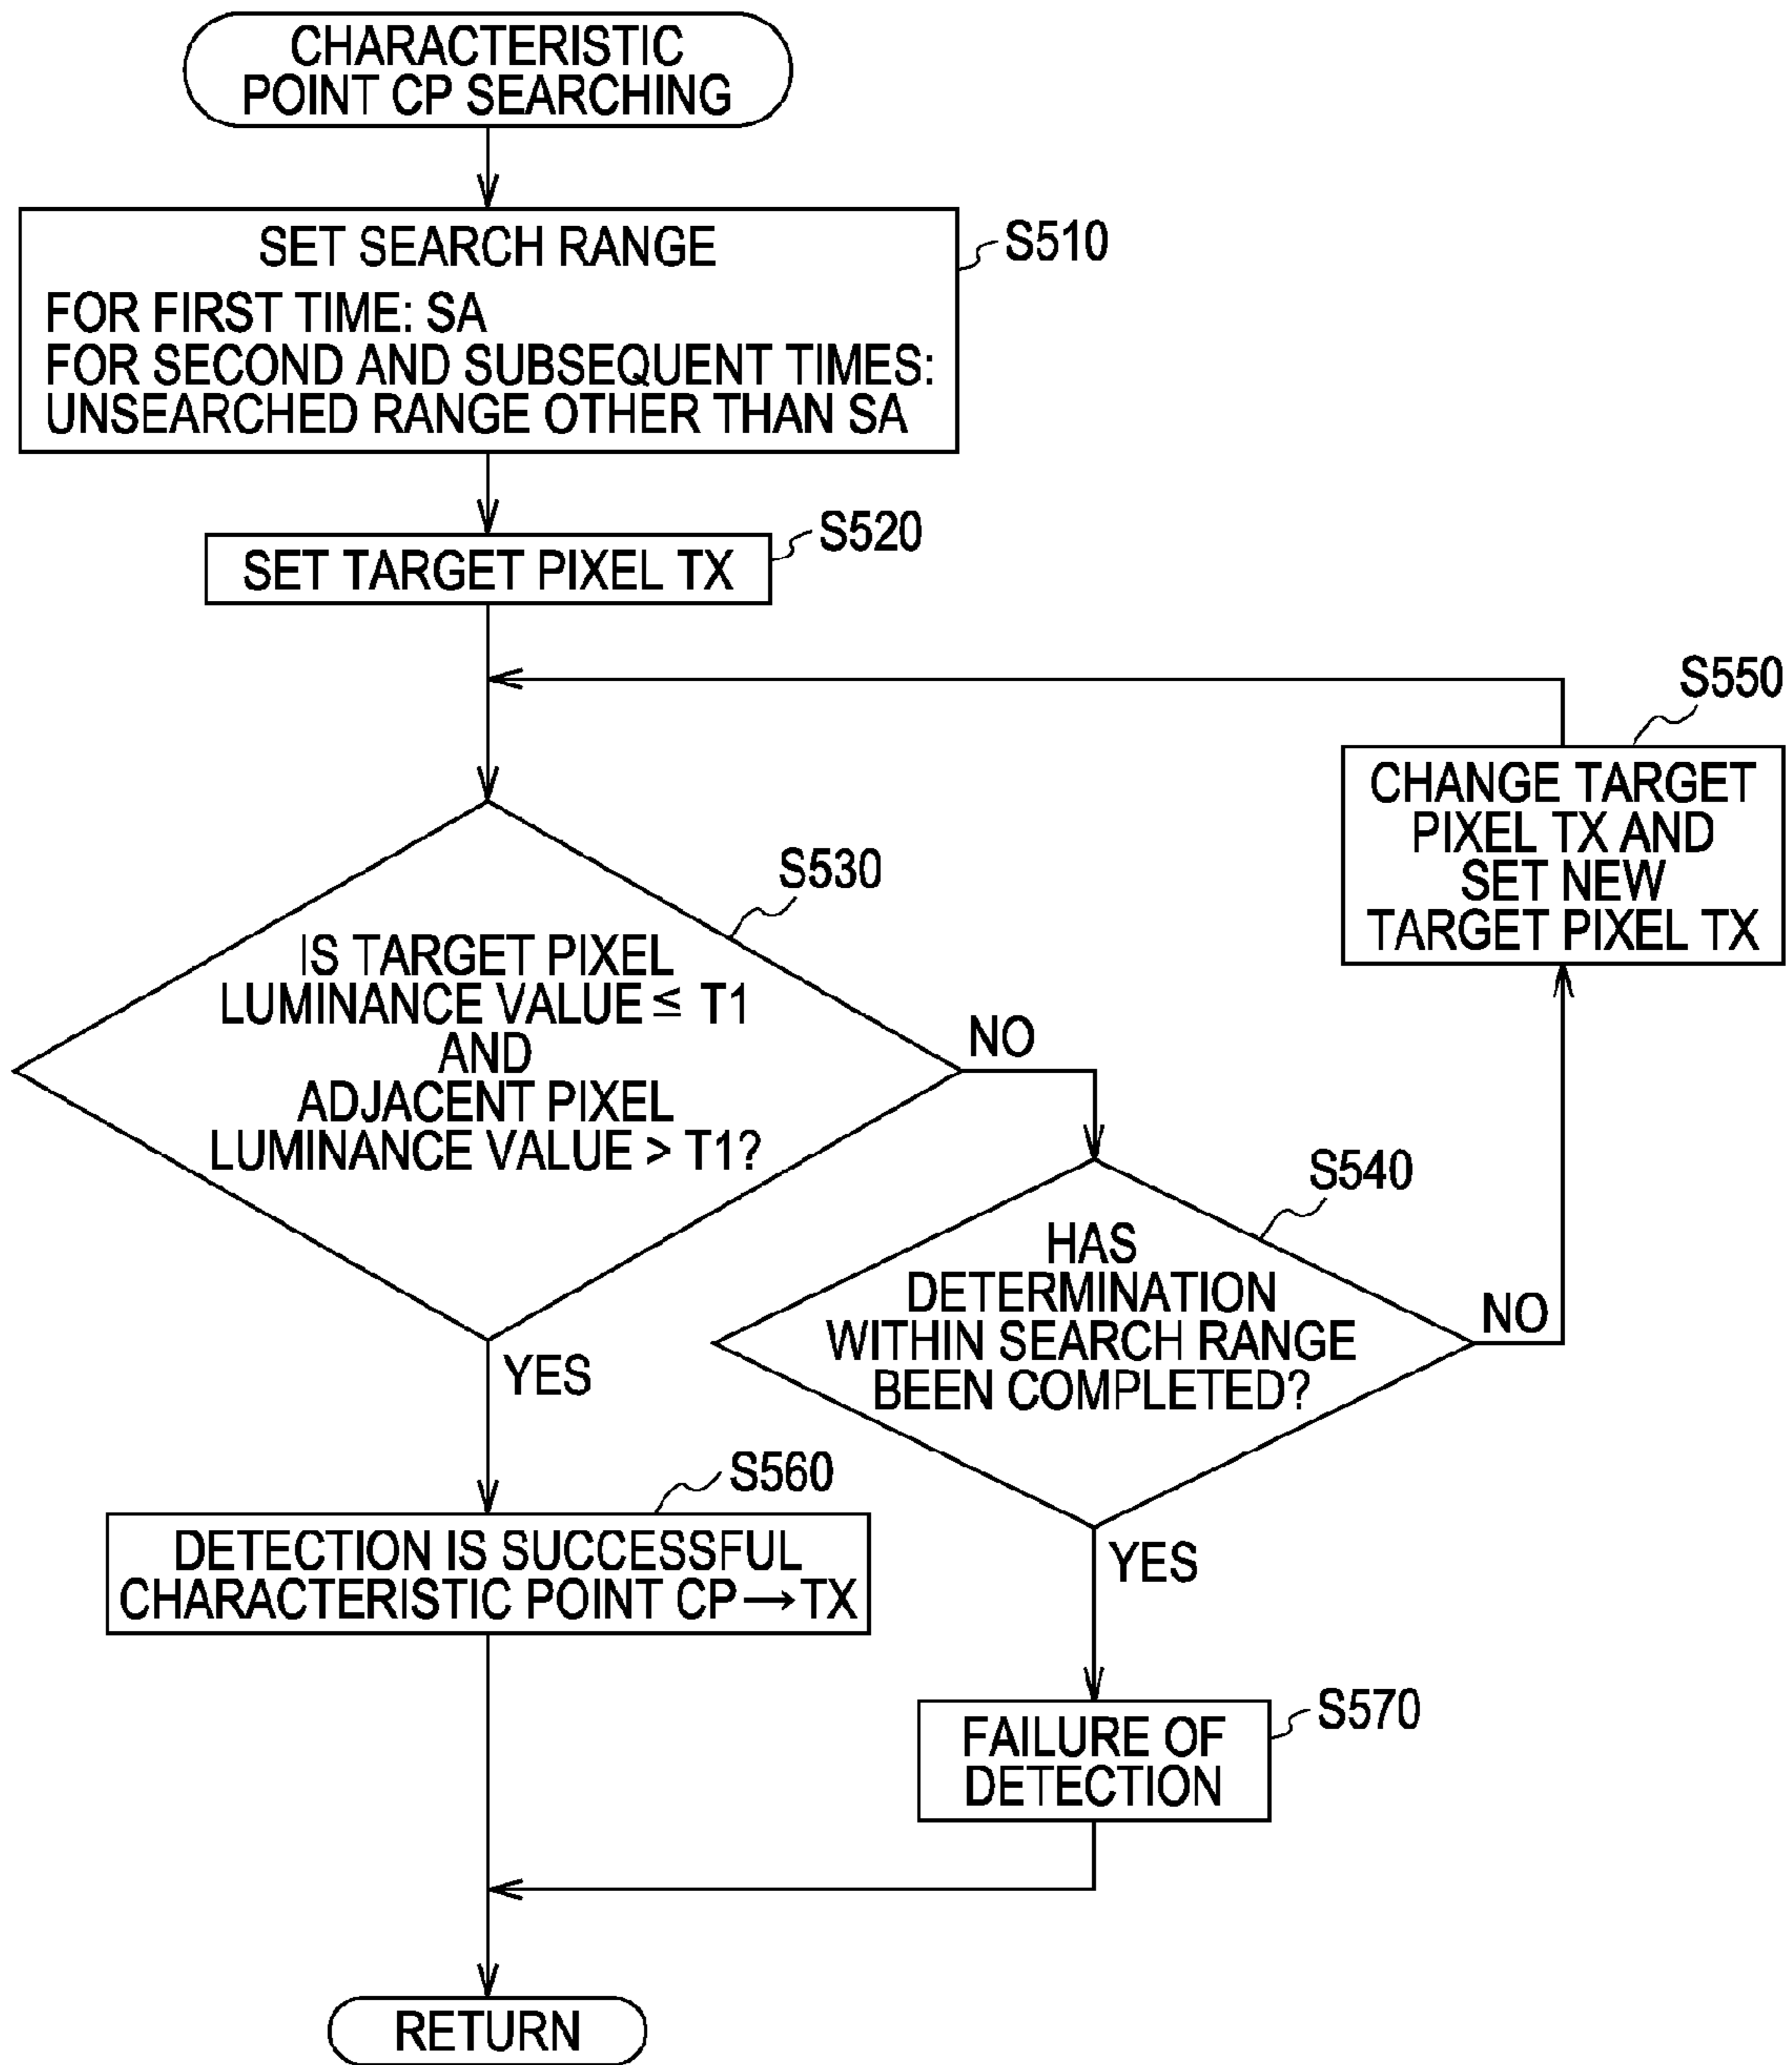 CHARACTERISTIC
POINT CP SEARCHING
SET SEARCH RANGE
FOR FIRST TIME: SA
FOR SECOND AND SUBSEQUENT TIMES:
UNSEARCHED RANGE OTHER THAN SA
S510
SET TARGET PIXEL TX
S520
S550
CHANGE TARGET
PIXEL TX AND
SET NEW
TARGET PIXEL TX
S530
IS TARGET PIXEL
LUMINANCE VALUE ≤ T1
AND
ADJACENT PIXEL
LUMINANCE VALUE > T1?
NO
S540
HAS
DETERMINATION
WITHIN SEARCH RANGE
BEEN COMPLETED?
NO
YES
S560
DETECTION IS SUCCESSFUL
CHARACTERISTIC POINT CP→TX
YES
S570
FAILURE OF
DETECTION
RETURN